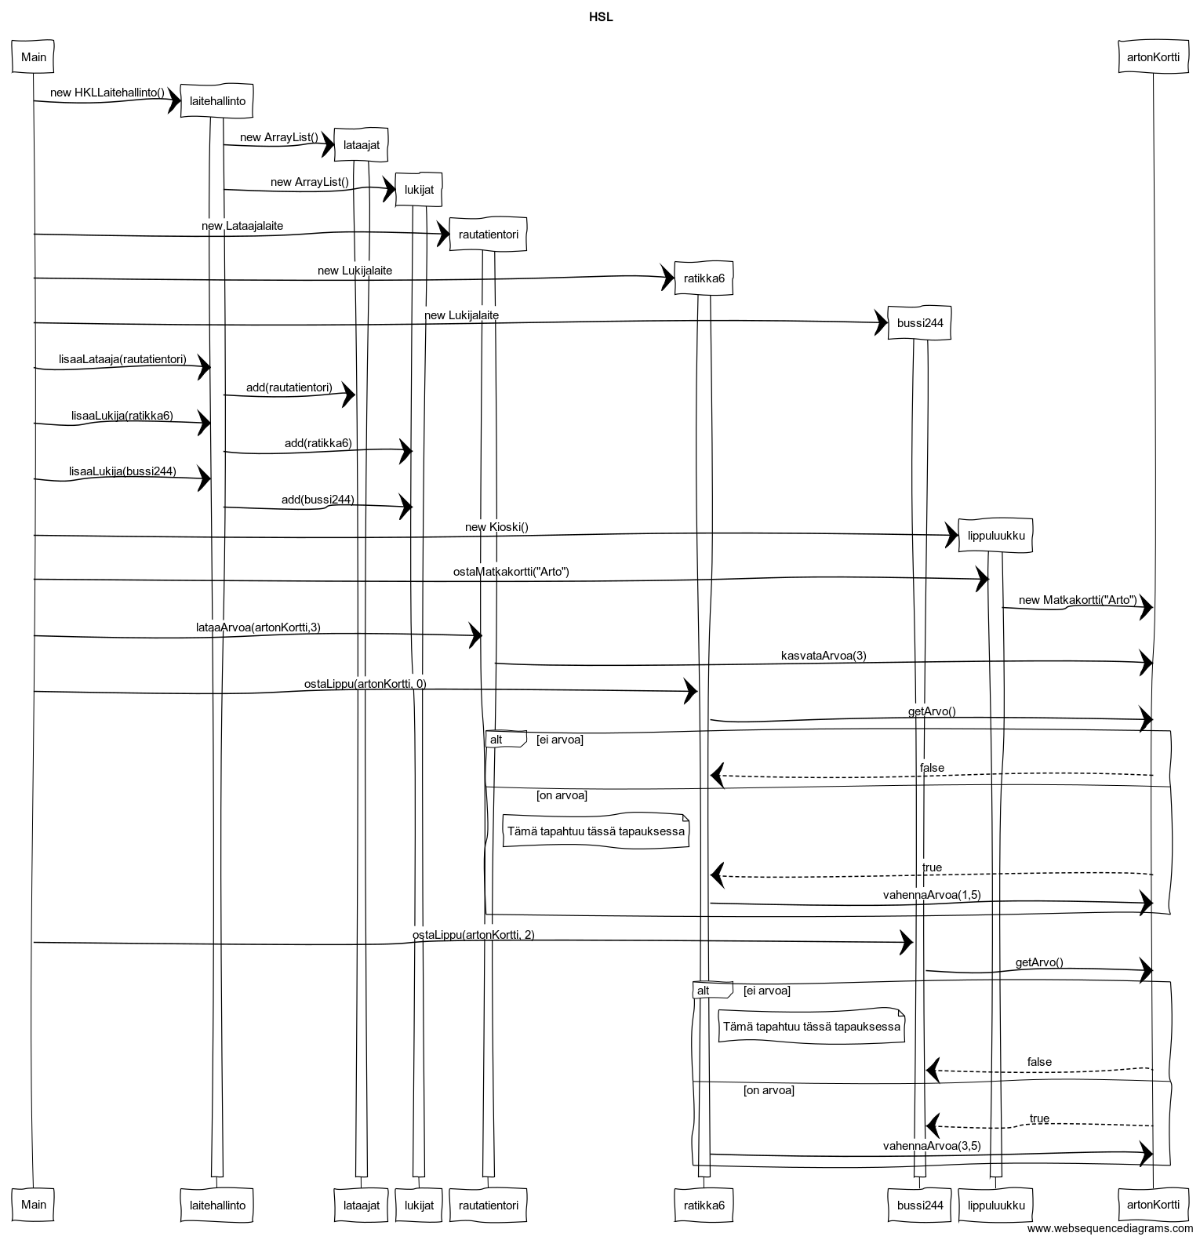 HSL
Main
artonKortti
new HKLLaitehallinto()
laitehallinto
new ArrayList()
lataajat
new ArrayList()
lukijat
new Lataajalaite
rautatientori
new Lukijalaite
ratikka6
new Lukijalaite
bussi244
lisaaLataaja(rautatientori)
add(rautatientori)
lisaaLukija(ratikka6)
add(ratikka6)
lisaaLukija(bussi244)
add(bussi244)
new Kioski()
lippuluukku
ostaMatkakortti("Arto")
new Matkakortti("Arto")
lataaArvoa(artonKortti,3)
kasvataArvoa(3)
ostaLippu(artonKortti, 0)
getArvo()
alt [ei arvoa]
false
[on arvoa]
Tämä tapahtuu tässä tapauksessa
true
vahennaArvoa(1,5)
ostaLippu(artonKortti, 2)
getArvo()
alt [ei arvoa]
Tämä tapahtuu tässä tapauksessa
false
[on arvoa]
true
vahennaArvoa(3,5)
Main laitehallinto lataajat lukijat rautatientori ratikka6 bussi244 lippuluukku artonKortti
www.websequencediagrams.com